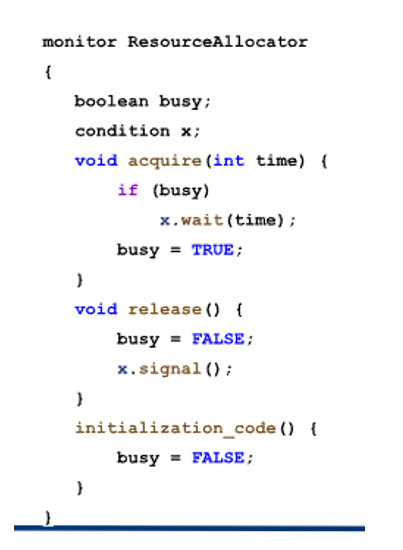 monitor ResourceAllocator
{
boolean busy;
condition x;
void acquire(int time) {
if (busy)
x.wait(time);
busy = TRUE;
}
void release() {
busy = FALSE;
x.signal();
}
initialization_code() {
busy = FALSE;
}
}